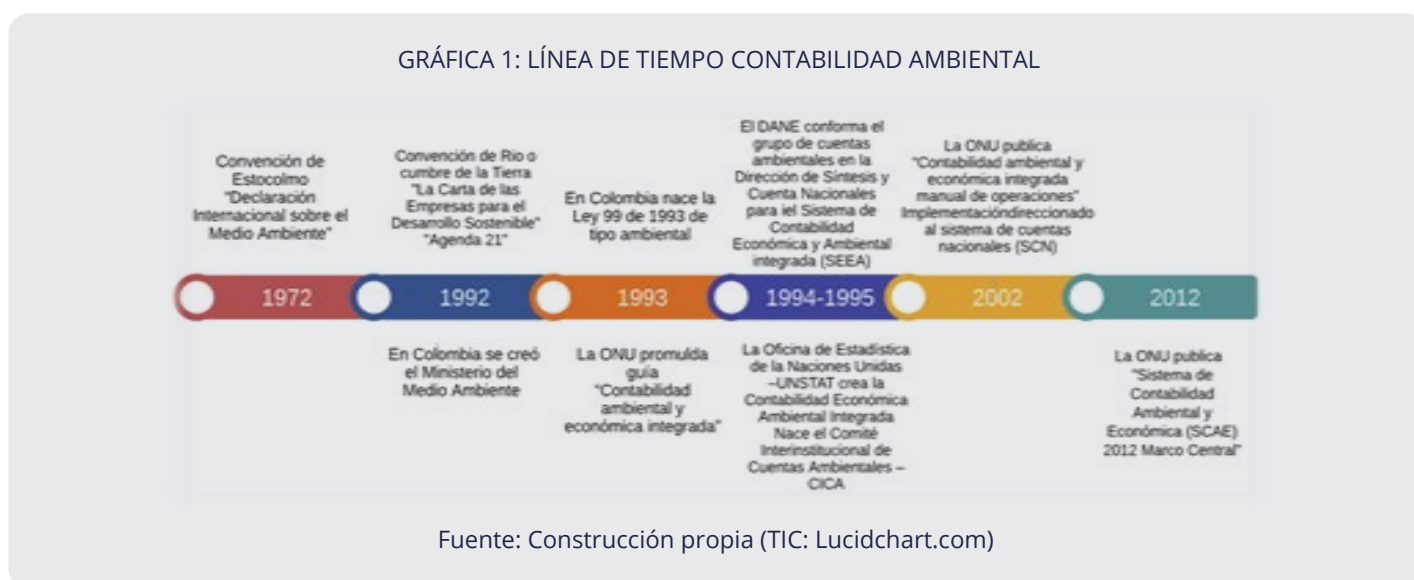 GRÁFICA 1: LÍNEA DE TIEMPO CONTABILIDAD AMBIENTAL
Convención de
Estocolmo
"Declaración
Internacional sobre el
Medio Ambiente"
Convención de Rio o
cumbre de la Tierra
"La Carta de las
Empresas para el
Desarrollo Sostenible"
"Agenda 21"
En Colombia nace la
Ley 99 de 1993 de
tipo ambiental
El DANE conforma el
grupo de cuentas
ambientales en la
Dirección de Síntesis y
Cuenta Nacionales
para iel Sistema de
Contabilidad
Económica y Ambiental
integrada (SEEA)
La ONU publica
"Contabilidad ambiental y
económica integrada
manual de operaciones"
Implementacióndireccionado
al sistema de cuentas
nacionales (SCN)
1972
1992
1993
1994-1995
2002
2012
En Colombia se creó
el Ministerio del
Medio Ambiente
La ONU promulda
guía
"Contabilidad
ambiental y
económica integrada"
La Oficina de Estadística
de la Naciones Unidas
–UNSTAT crea la
Contabilidad Económica
Ambiental Integrada
Nace el Comité
Interinstitucional de
Cuentas Ambientales –
CICA
La ONU publica
"Sistema de
Contabilidad
Ambiental y
Económica (SCAE)
2012 Marco Central"
Fuente: Construcción propia (TIC: Lucidchart.com)